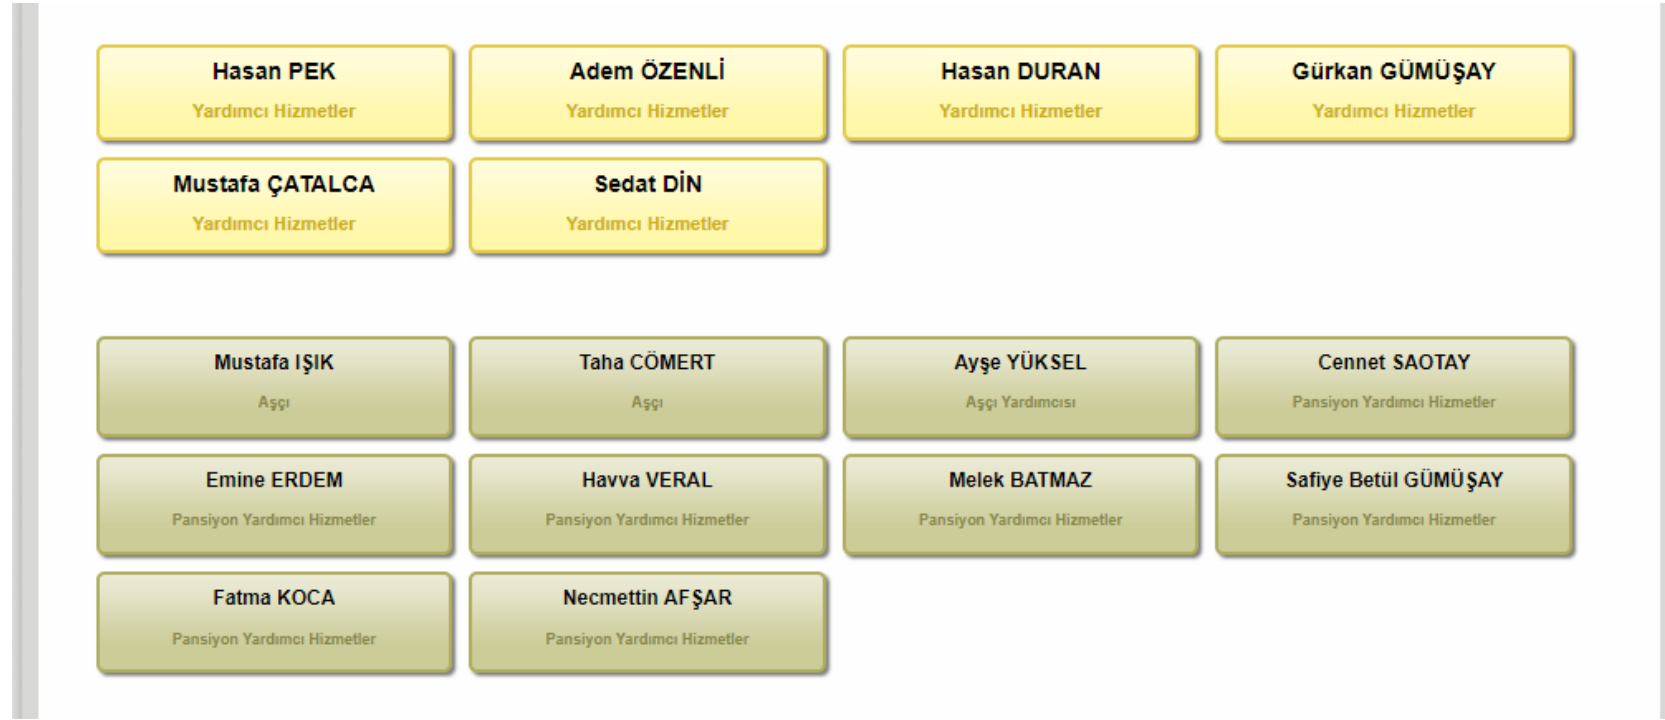 Hasan PEK
Yardımcı Hizmetler
Adem ÖZENLİ
Yardımcı Hizmetler
Hasan DURAN
Yardımcı Hizmetler
Gürkan GÜMÜŞAY
Yardımcı Hizmetler
Mustafa ÇATALCA
Yardımcı Hizmetler
Sedat DİN
Yardımcı Hizmetler
Mustafa IŞIK
Aşçı
Taha CÖMERT
Aşçı
Ayşe YÜKSEL
Aşçı Yardımcısı
Cennet SAOTAY
Pansiyon Yardımcı Hizmetler
Emine ERDEM
Pansiyon Yardımcı Hizmetler
Havva VERAL
Pansiyon Yardımcı Hizmetler
Melek BATMAZ
Pansiyon Yardımcı Hizmetler
Safiye Betül GÜMÜŞAY
Pansiyon Yardımcı Hizmetler
Fatma KOCA
Pansiyon Yardımcı Hizmetler
Necmettin AFŞAR
Pansiyon Yardımcı Hizmetler